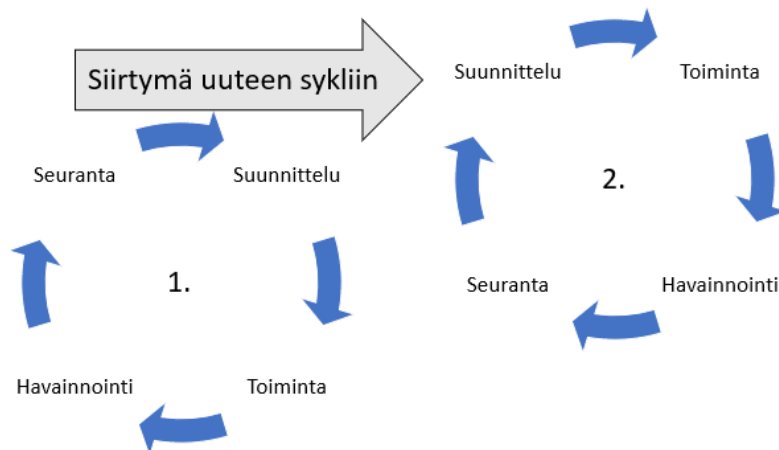 Siirtymä uuteen sykliin
Seuranta
Suunnittelu
1.
Havainnointi
Toiminta
Suunnittelu
Toiminta
2.
Seuranta
Havainnointi